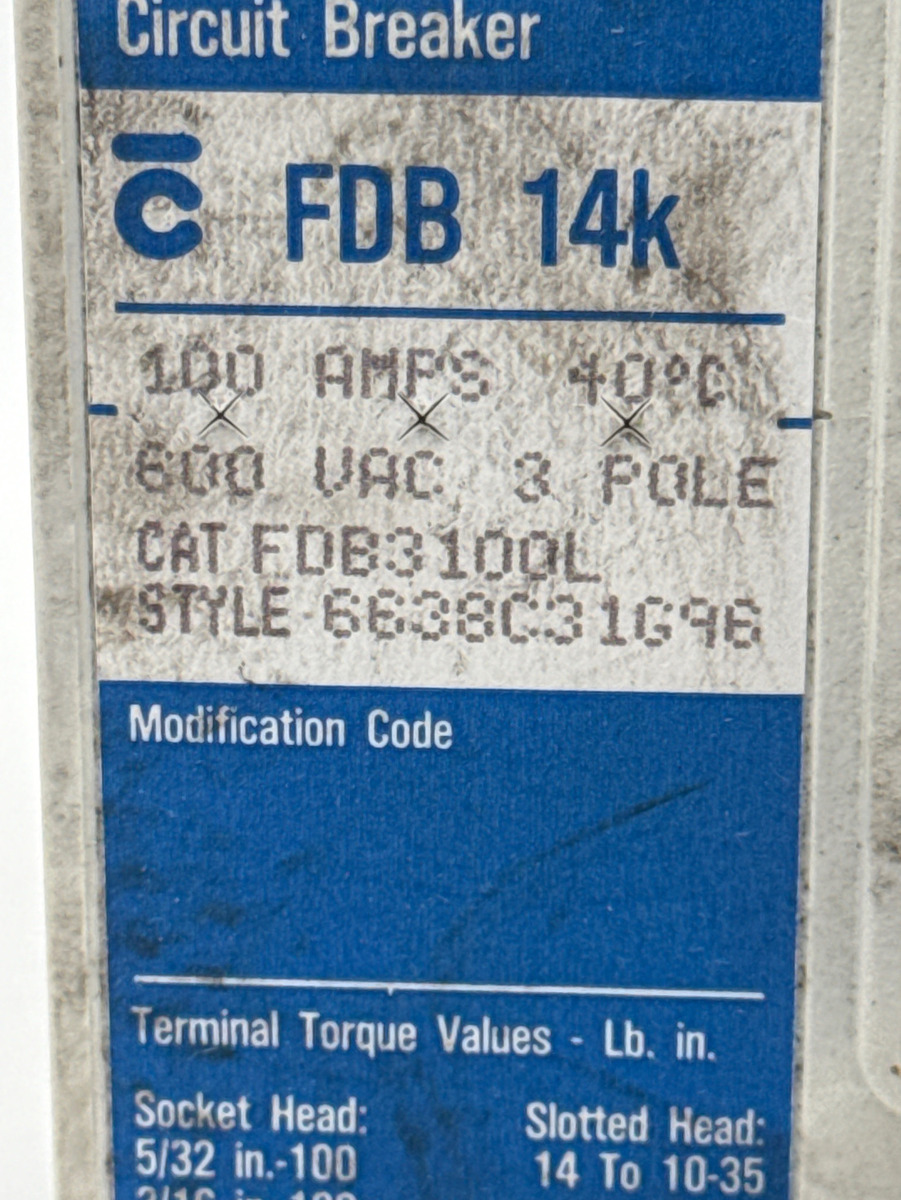 Circuit Breaker
FDB 14k
100 AMPS 40°C
600 VAC 3 POLE
CAT FDB3100L
STYLE 6638C31G96
Modification Code
Terminal Torque Values - Lb. in.
Socket Head: Slotted Head:
5/32 in.-100 14 To 10-35